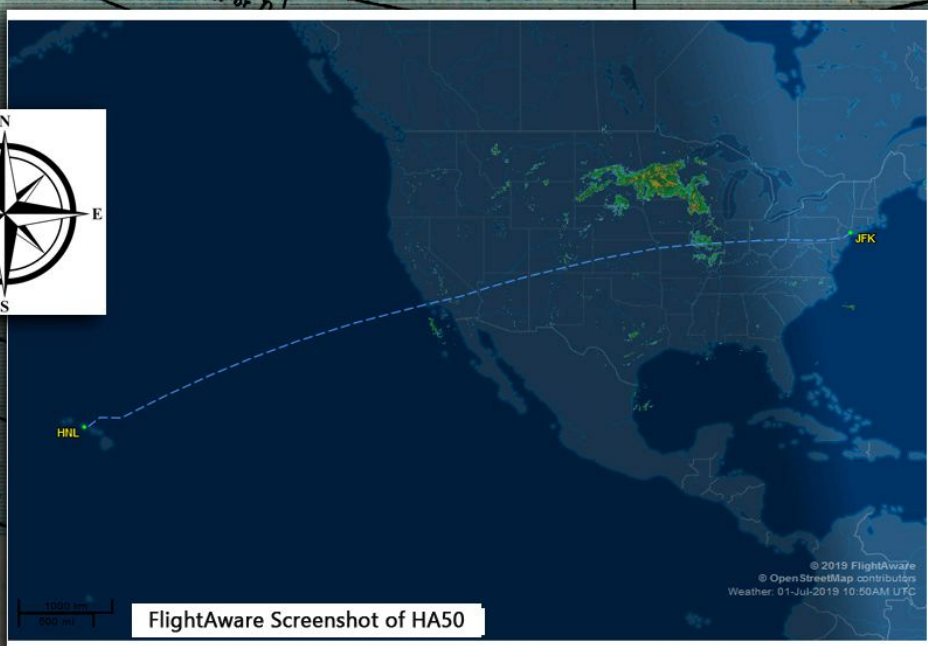 N
E
S
JFK
HNL
© 2019 FlightAware
© OpenStreetMap contributors
Weather: 01-Jul-2019 10:50AM UTC
1000 km
500 mi
FlightAware Screenshot of HA50